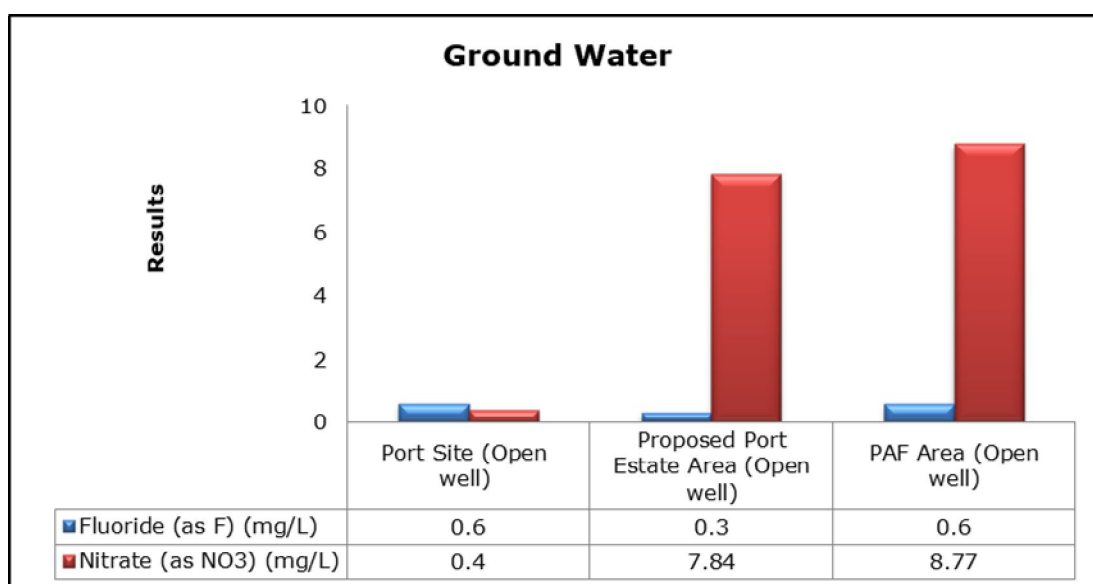 Ground Water
Results
10
8
6
4
2
0
Port Site (Open
well)
Proposed Port
Estate Area (Open
well)
PAF Area (Open
well)
Fluoride (as F) (mg/L) 0.6 0.3 0.6
Nitrate (as NO3) (mg/L) 0.4 7.84 8.77